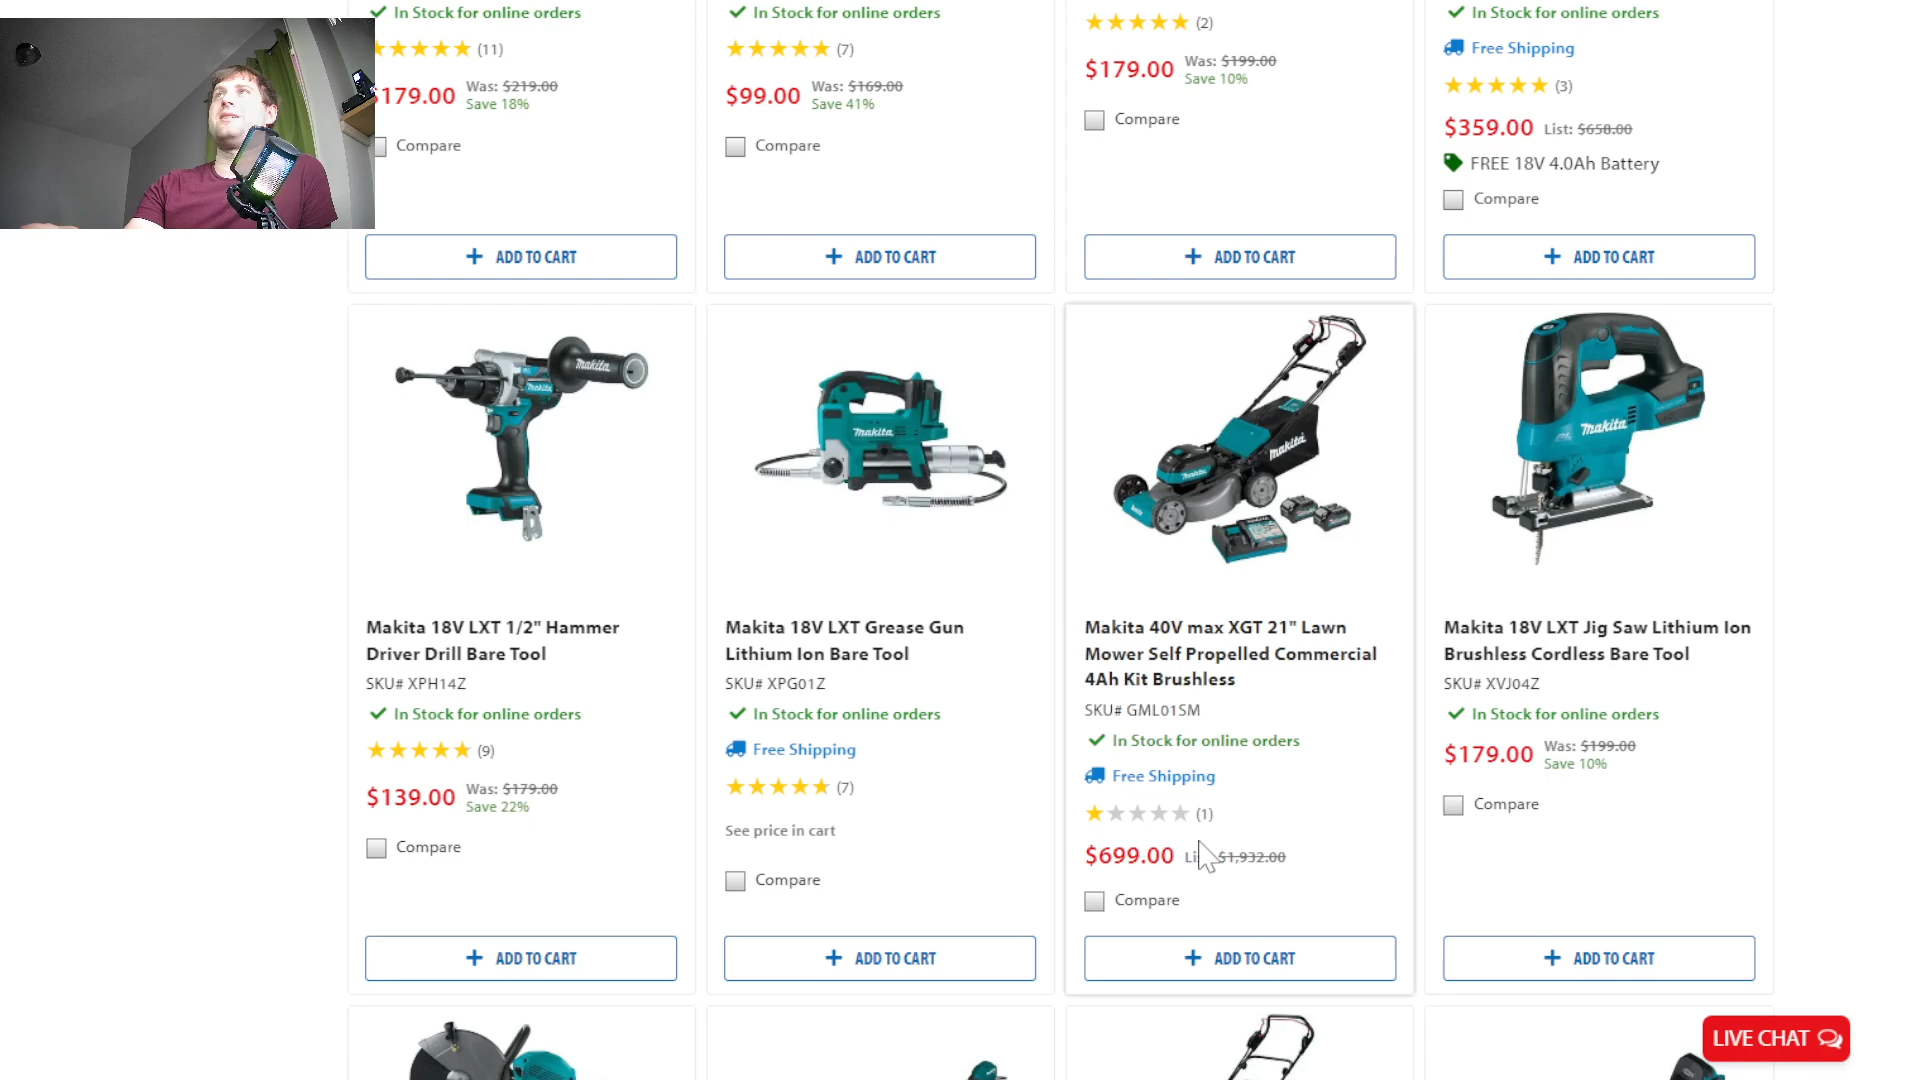 In Stock for online orders
(11)
179.00 Was: $219.00
Save 18%
Compare
+ ADD TO CART
In Stock for online orders
(7)
$99.00 Was: $169.00
Save 41%
Compare
+ ADD TO CART
(2)
$179.00 Was: $199.00
Save 10%
Compare
+ ADD TO CART
In Stock for online orders
Free Shipping
(3)
$359.00 List: $658.00
FREE 18V 4.0Ah Battery
Compare
+ ADD TO CART
makita
makita
Makita 18V LXT 1/2" Hammer
Driver Drill Bare Tool
SKU# XPH14Z
In Stock for online orders
(9)
$139.00 Was: $179.00
Save 22%
Compare
+ ADD TO CART
makita
Makita 18V LXT Grease Gun
Lithium Ion Bare Tool
SKU# XPG01Z
In Stock for online orders
Free Shipping
(7)
See price in cart
Compare
+ ADD TO CART
makita
makita
Makita 40V max XGT 21" Lawn
Mower Self Propelled Commercial
4Ah Kit Brushless
SKU# GML01SM
In Stock for online orders
Free Shipping
(1)
$699.00 Li $1,932.00
Compare
+ ADD TO CART
makita
Makita 18V LXT Jig Saw Lithium Ion
Brushless Cordless Bare Tool
SKU# XVJ04Z
In Stock for online orders
$179.00 Was: $199.00
Save 10%
Compare
+ ADD TO CART
LIVE CHAT